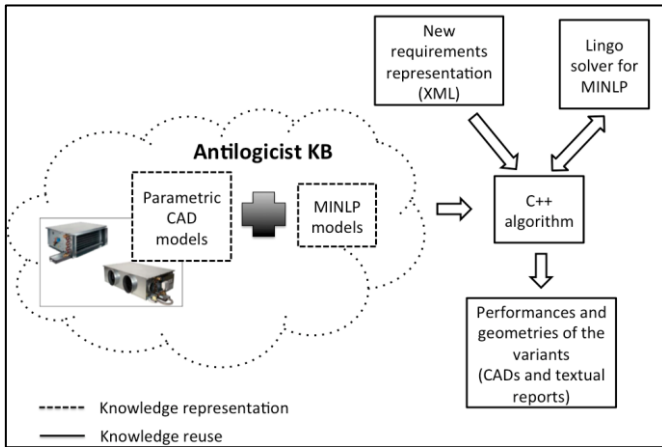 New
requirements
representation
(XML)
Lingo
solver for
MINLP
Antilogicist KB
Parametric
CAD
models
MINLP
models
C++
algorithm
Performances and
geometries of the
variants
(CADs and textual
reports)
Knowledge representation
Knowledge reuse